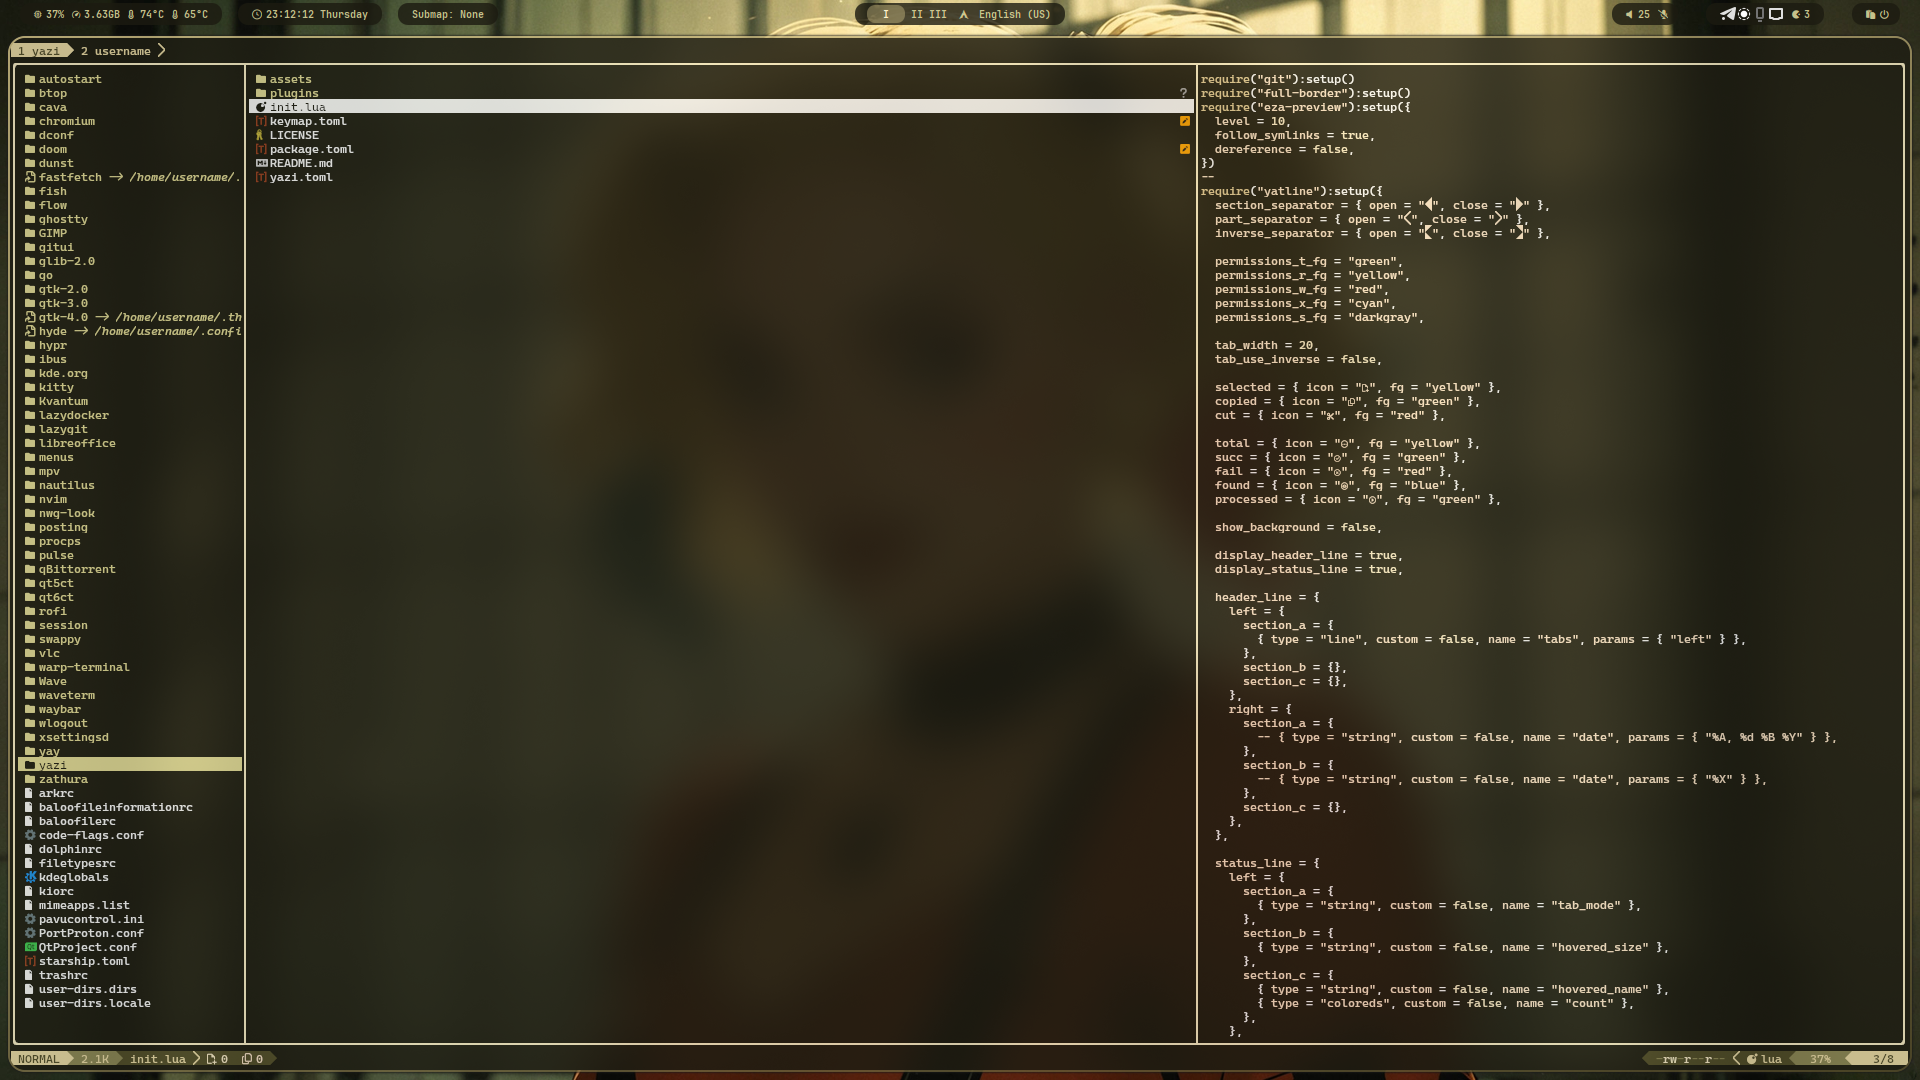 37% 3.63GB 74°C 65°C
23:12:12 Thursday
Submap: None
I II III English (US)
25
3
1 yazi 2 username
autostart
btop
cava
chromium
dconf
doom
dunst
fastfetch -> /home/username/.
fish
flow
ghostty
GIMP
gitui
glib-2.0
go
gtk-2.0
gtk-3.0
gtk-4.0 -> /home/username/.th
hyde -> /home/username/.confi
hypr
ibus
kde.org
kitty
Kvantum
lazydocker
lazygit
libreoffice
menus
mpv
nautilus
nvim
nwg-look
posting
procps
pulse
qBittorrent
qt5ct
qt6ct
rofi
session
swappy
vlc
warp-terminal
Wave
waveterm
waybar
wlogout
xsettingsd
yay
yazi
zathura
arkrc
baloofileinformationrc
baloofilerc
code-flags.conf
dolphinrc
filetypesrc
kdeglobals
kiorc
mimeapps.list
pavucontrol.ini
PortProton.conf
QtProject.conf
starship.toml
trashrc
user-dirs.dirs
user-dirs.locale
assets
plugins ?
init.lua
keymap.toml
LICENSE
package.toml
README.md
yazi.toml
require("git"):setup()
require("full-border"):setup()
require("eza-preview"):setup({
  level = 10,
  follow_symlinks = true,
  dereference = false,
})
--
require("yatline"):setup({
  section_separator = { open = "", close = "" },
  part_separator = { open = "", close = "" },
  inverse_separator = { open = "", close = "" },

  permissions_t_fg = "green",
  permissions_r_fg = "yellow",
  permissions_w_fg = "red",
  permissions_x_fg = "cyan",
  permissions_s_fg = "darkgray",

  tab_width = 20,
  tab_use_inverse = false,

  selected = { icon = "", fg = "yellow" },
  copied = { icon = "", fg = "green" },
  cut = { icon = "", fg = "red" },

  total = { icon = "", fg = "yellow" },
  succ = { icon = "", fg = "green" },
  fail = { icon = "", fg = "red" },
  found = { icon = "", fg = "blue" },
  processed = { icon = "", fg = "green" },

  show_background = false,

  display_header_line = true,
  display_status_line = true,

  header_line = {
    left = {
      section_a = {
        { type = "line", custom = false, name = "tabs", params = { "left" } },
      },
      section_b = {},
      section_c = {},
    },
    right = {
      section_a = {
        -- { type = "string", custom = false, name = "date", params = { "%A, %d %B %Y" } },
      },
      section_b = {
        -- { type = "string", custom = false, name = "date", params = { "%X" } },
      },
      section_c = {},
    },
  },

  status_line = {
    left = {
      section_a = {
        { type = "string", custom = false, name = "tab_mode" },
      },
      section_b = {
        { type = "string", custom = false, name = "hovered_size" },
      },
      section_c = {
        { type = "string", custom = false, name = "hovered_name" },
        { type = "coloreds", custom = false, name = "count" },
      },
    },
NORMAL 2.1K init.lua 0 0
-rw-r--r-- lua 37% 3/8